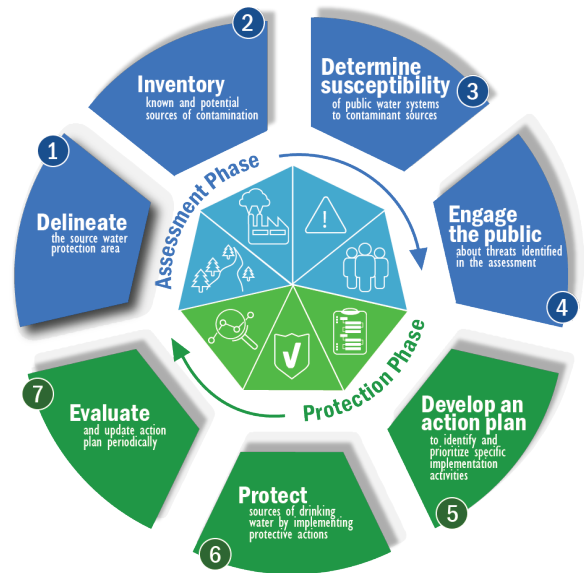 1
Delineate
the source water
protection area
2
Inventory
known and potential
sources of contamination
3
Determine
susceptibility
of public water systems
to contaminant sources
4
Engage
the public
about threats identified
in the assessment
5
Develop an
action plan
to identify and
prioritize specific
implementation
activities
6
Protect
sources of drinking
water by implementing
protective actions
7
Evaluate
and update action
plan periodically
Assessment Phase
!
Protection Phase